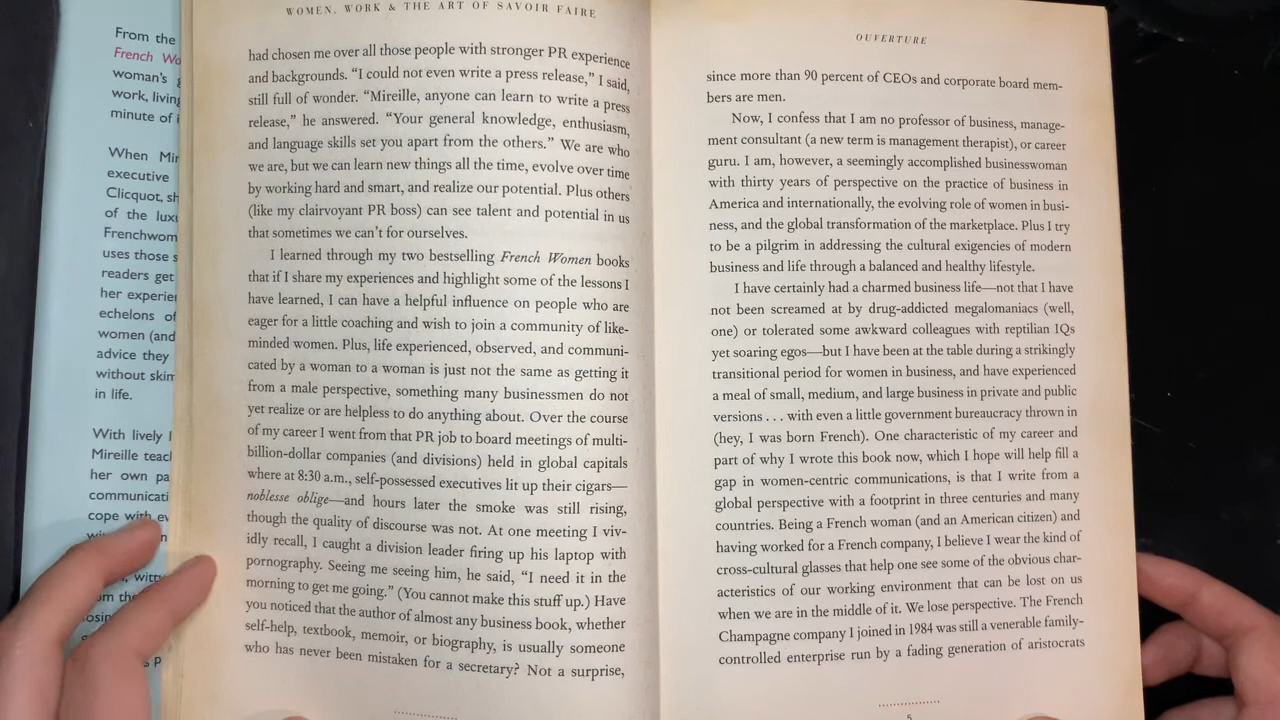 From the
French Wo
woman's
work, living
minute of
When Mir
executive
Clicquot, sh
of the luxu
Frenchwom
uses those s
readers get
her experien
echelons of
women (and
advice they
without skim
in life.
With lively
Mireille teac
her own pa
communicati
cope with ev
WOMEN, WORK & THE ART OF SAVOIR FAIRE
had chosen me over all those people with stronger PR experience
and backgrounds. “I could not even write a press release,” I said,
still full of wonder. “Mireille, anyone can learn to write a press
release,” he answered. “Your general knowledge, enthusiasm,
and language skills set you apart from the others.” We are who
we are, but we can learn new things all the time, evolve over time
by working hard and smart, and realize our potential. Plus others
(like my clairvoyant PR boss) can see talent and potential in us
that sometimes we can’t for ourselves.
I learned through my two bestselling French Women books
that if I share my experiences and highlight some of the lessons I
have learned, I can have a helpful influence on people who are
eager for a little coaching and wish to join a community of like-
minded women. Plus, life experienced, observed, and communi-
cated by a woman to a woman is just not the same as getting it
from a male perspective, something many businessmen do not
yet realize or are helpless to do anything about. Over the course
of my career I went from that PR job to board meetings of multi-
billion-dollar companies (and divisions) held in global capitals
where at 8:30 a.m., self-possessed executives lit up their cigars—
noblesse oblige—and hours later the smoke was still rising,
though the quality of discourse was not. At one meeting I viv-
idly recall, I caught a division leader firing up his laptop with
pornography. Seeing me seeing him, he said, “I need it in the
morning to get me going.” (You cannot make this stuff up.) Have
you noticed that the author of almost any business book, whether
self-help, textbook, memoir, or biography, is usually someone
who has never been mistaken for a secretary? Not a surprise,
OUVERTURE
since more than 90 percent of CEOs and corporate board mem-
bers are men.
Now, I confess that I am no professor of business, manage-
ment consultant (a new term is management therapist), or career
guru. I am, however, a seemingly accomplished businesswoman
with thirty years of perspective on the practice of business in
America and internationally, the evolving role of women in busi-
ness, and the global transformation of the marketplace. Plus I try
to be a pilgrim in addressing the cultural exigencies of modern
business and life through a balanced and healthy lifestyle.
I have certainly had a charmed business life—not that I have
not been screamed at by drug-addicted megalomaniacs (well,
one) or tolerated some awkward colleagues with reptilian IQs
yet soaring egos—but I have been at the table during a strikingly
transitional period for women in business, and have experienced
a meal of small, medium, and large business in private and public
versions . . . with even a little government bureaucracy thrown in
(hey, I was born French). One characteristic of my career and
part of why I wrote this book now, which I hope will help fill a
gap in women-centric communications, is that I write from a
global perspective with a footprint in three centuries and many
countries. Being a French woman (and an American citizen) and
having worked for a French company, I believe I wear the kind of
cross-cultural glasses that help one see some of the obvious char-
acteristics of our working environment that can be lost on us
when we are in the middle of it. We lose perspective. The French
Champagne company I joined in 1984 was still a venerable family-
controlled enterprise run by a fading generation of aristocrats
5